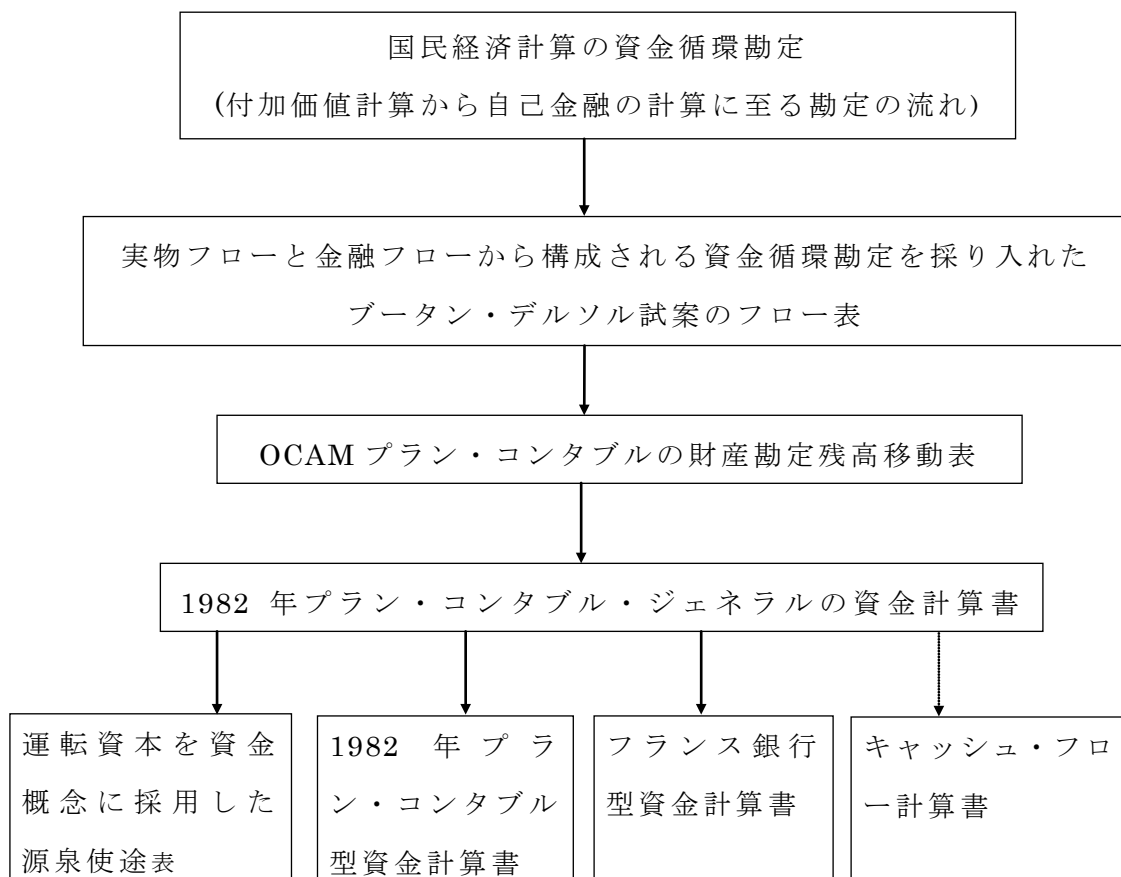 国民経済計算の資金循環勘定
(付加価値計算から自己金融の計算に至る勘定の流れ)
実物フローと金融フローから構成される資金循環勘定を採り入れた
ブータン・デルソル試案のフロー表
OCAMプラン・コンタブルの財産勘定残高移動表
1982 年プラン・コンタブル・ジェネラルの資金計算書
運転資本を資金
概念に採用した
源泉使途表
1982 年プラ
ン・コンタブル
型資金計算書
フランス銀行
型資金計算書
キャッシュ・フロ
ー計算書